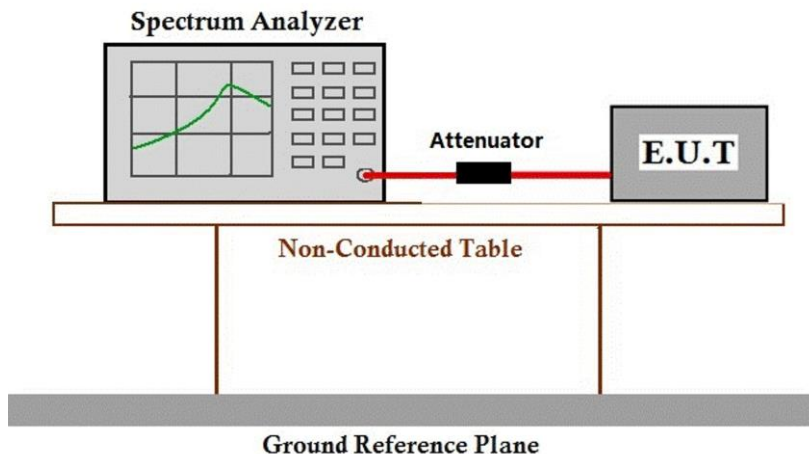 Spectrum Analyzer
Attenuator
E.U.T
Non-Conducted Table
Ground Reference Plane